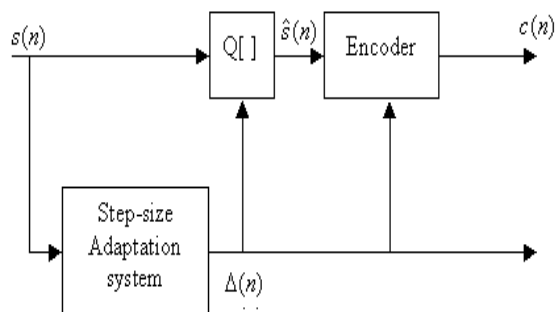 s(n)
Q[ ]
ŝ(n)
Encoder
c(n)
Step-size
Adaptation
system
Δ(n)